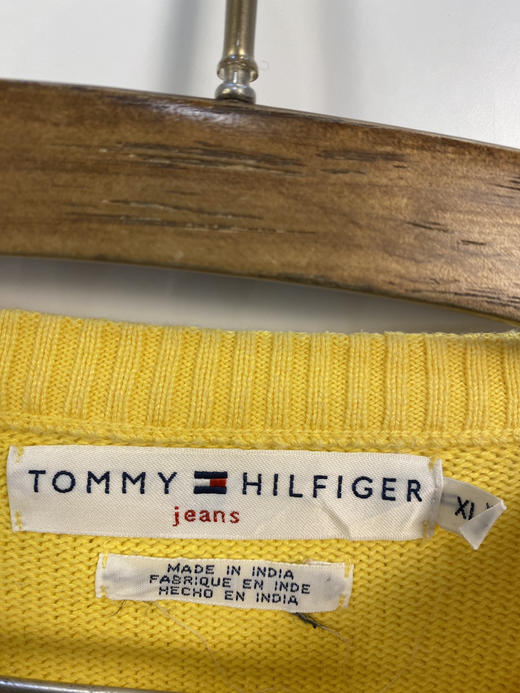 TOMMY HILFIGER
jeans
XL
MADE IN INDIA
FABRIQUE EN INDE
HECHO EN INDIA